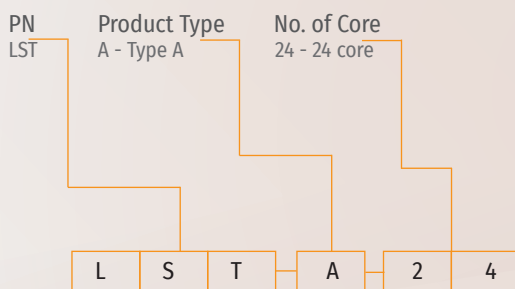 PN Product Type No. of Core
LST A - Type A 24 - 24 core
L S T A 2 4